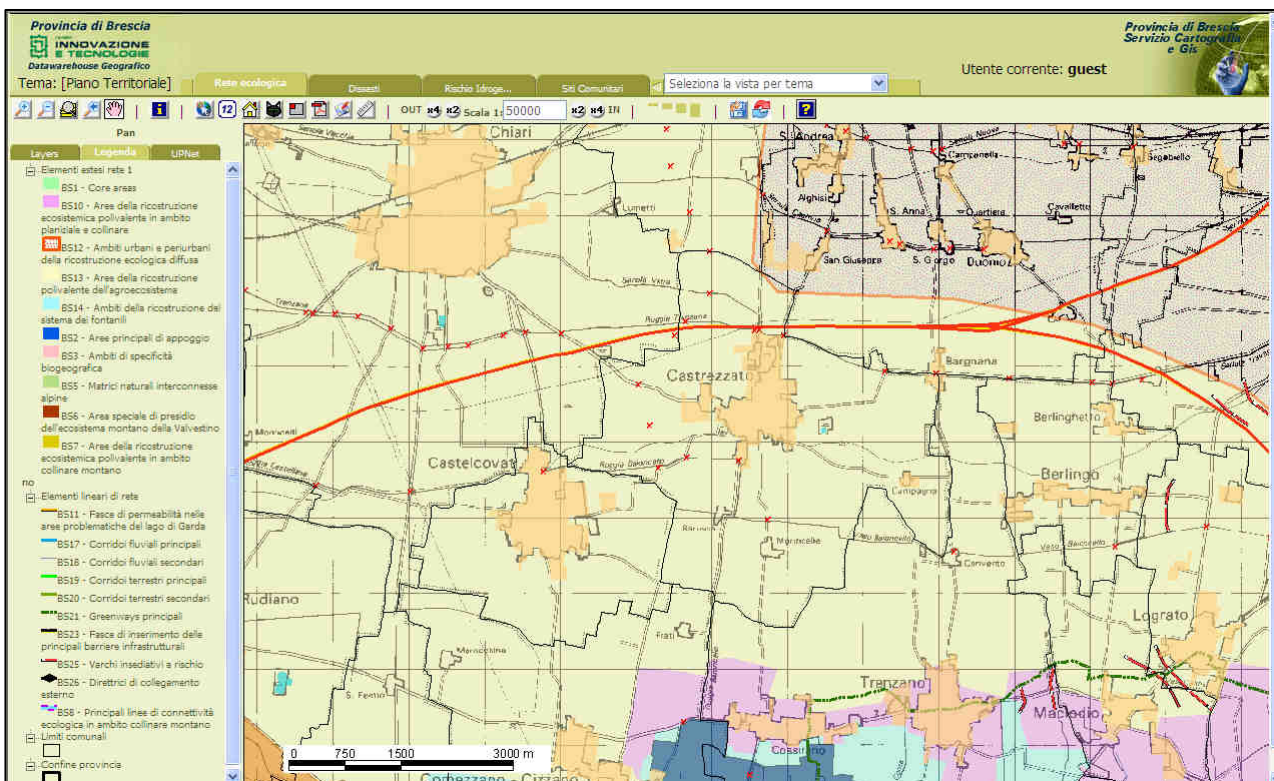 Provincia di Brescia
INNOVAZIONE
E TECNOLOGIE
Datawarehouse Geografico
Tema: [Piano Territoriale]
Rete ecologica
Dissesti
Rischio Idroge...
Siti Comunitari
Seleziona la vista per tema
Utente corrente: guest
Provincia di Brescia
Servizio Cartografia
e Gis
12
OUT x4 x2 Scala 1: 50000 x2 x4 IN
Pan
Layers
Legenda
UPNet
Elementi estesi rete 1
BS1 - Core areas
BS10 - Aree della ricostruzione
ecosistemica polivalente in ambito
planiziale e collinare
BS12 - Ambiti urbani e periurbani
della ricostruzione ecologica diffusa
BS13 - Aree della ricostruzione
polivalente dell'agroecosistema
BS14 - Ambiti della ricostruzione del
sistema dei fontanili
BS2 - Aree principali di appoggio
BS3 - Ambiti di specificità
biogeografica
BS5 - Matrici naturali interconnesse
alpine
BS6 - Area speciale di presidio
dell'ecosistema montano della Valvestino
BS7 - Aree della ricostruzione
ecosistemica polivalente in ambito
collinare montano
no
Elementi lineari di rete
BS11 - Fasce di permeabilità nelle
aree problematiche del lago di Garda
BS17 - Corridoi fluviali principali
BS18 - Corridoi fluviali secondari
BS19 - Corridoi terrestri principali
BS20 - Corridoi terrestri secondari
BS21 - Greenways principali
BS23 - Fasce di inserimento delle
principali barriere infrastrutturali
BS25 - Varchi insediativi a rischio
BS26 - Direttrici di collegamento
esterno
BS8 - Principali linee di connettività
ecologica in ambito collinare montano
Limiti comunali
Confine provincia
Chiari
S. Andrea
Campanella
Alghisi
Lumetti
S. Anna
Quartiere
Cavalletto
San Giuseppe
S. Giorgo
Duomo
Trenzana
Castrezzato
Bargnana
Berlinghetto
Castelcovati
Berlingo
Campagna
Monticelle
Convento
Rudiano
Lograto
Frati
S. Fermo
Trenzano
Maclodio
Cossirano
Comezzano - Cizzano
0 750 1500 3000 m